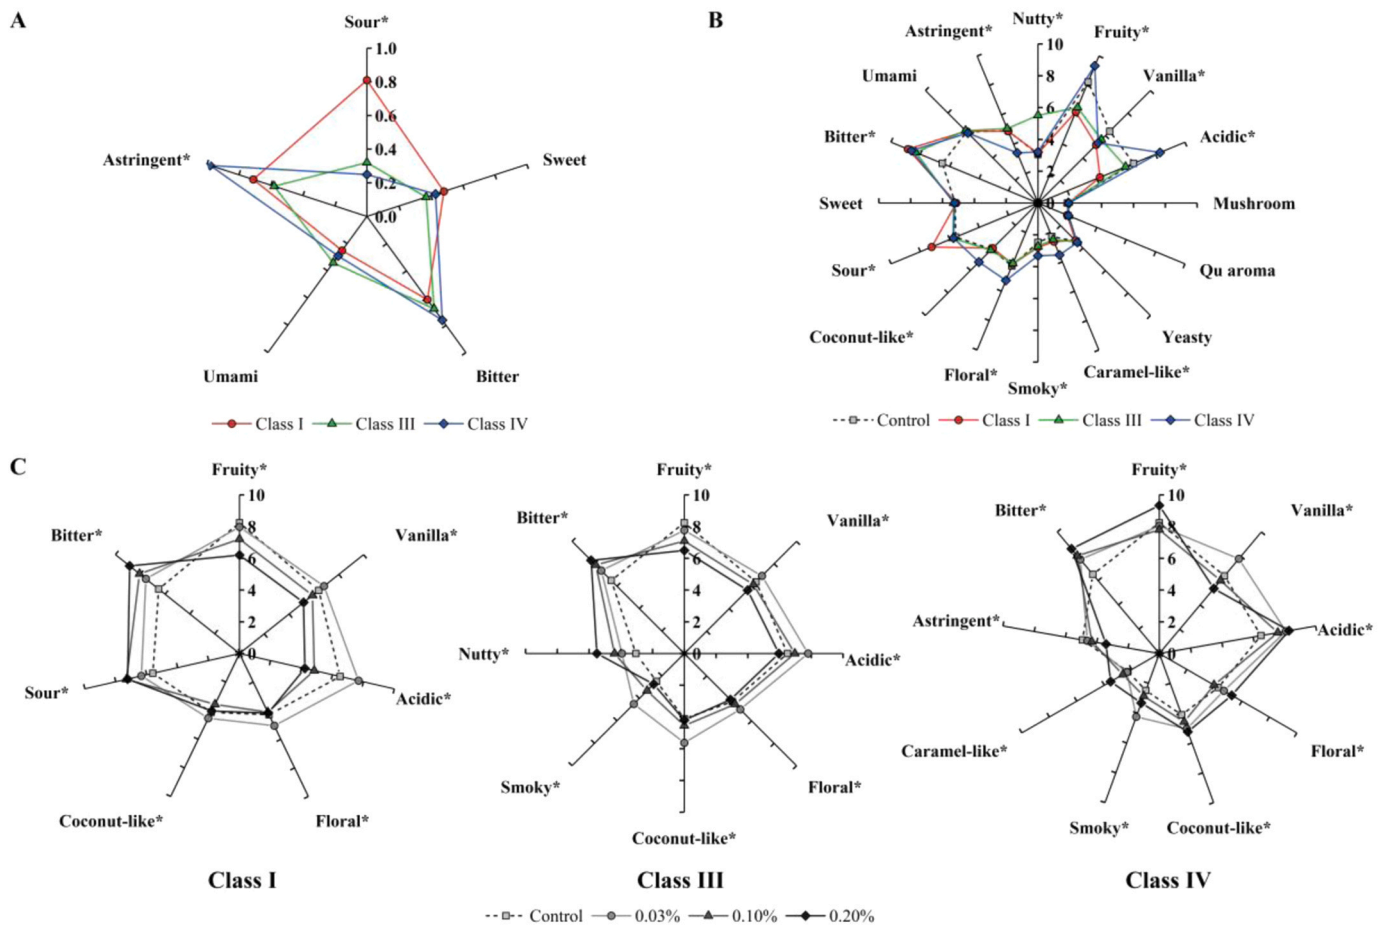 A
Sour*
1.0
0.8
0.6
0.4
0.2
0.0
Astringent*
Sweet
Umami
Bitter
Class I
Class III
Class IV
B
Nutty*
Astringent*
Fruity*
Umami
Vanilla*
Bitter*
Acidic*
10
8
6
4
2
0
Sweet
Mushroom
Sour*
Qu aroma
Coconut-like*
Yeasty
Floral*
Caramel-like*
Smoky*
Control
Class I
Class III
Class IV
C
Fruity*
10
8
6
4
2
0
Bitter*
Vanilla*
Sour*
Acidic*
Coconut-like*
Floral*
Class I
Fruity*
10
8
6
4
2
0
Bitter*
Vanilla*
Nutty*
Acidic*
Smoky*
Floral*
Coconut-like*
Class III
Fruity*
10
8
6
4
2
0
Bitter*
Vanilla*
Astringent*
Acidic*
Caramel-like*
Floral*
Smoky*
Coconut-like*
Class IV
Control
0.03%
0.10%
0.20%